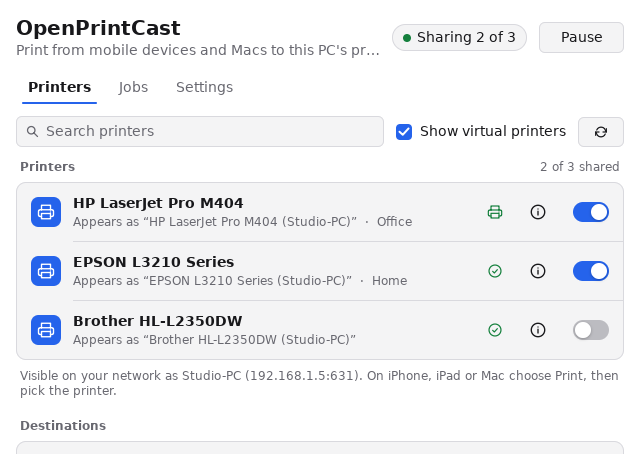 OpenPrintCast
Print from mobile devices and Macs to this PC's pr…
Sharing 2 of 3
Pause
Printers
Jobs
Settings
Search printers
Show virtual printers
Printers
2 of 3 shared
HP LaserJet Pro M404
Appears as “HP LaserJet Pro M404 (Studio-PC)” · Office
EPSON L3210 Series
Appears as “EPSON L3210 Series (Studio-PC)” · Home
Brother HL-L2350DW
Appears as “Brother HL-L2350DW (Studio-PC)”
Visible on your network as Studio-PC (192.168.1.5:631). On iPhone, iPad or Mac choose Print, then
pick the printer.
Destinations